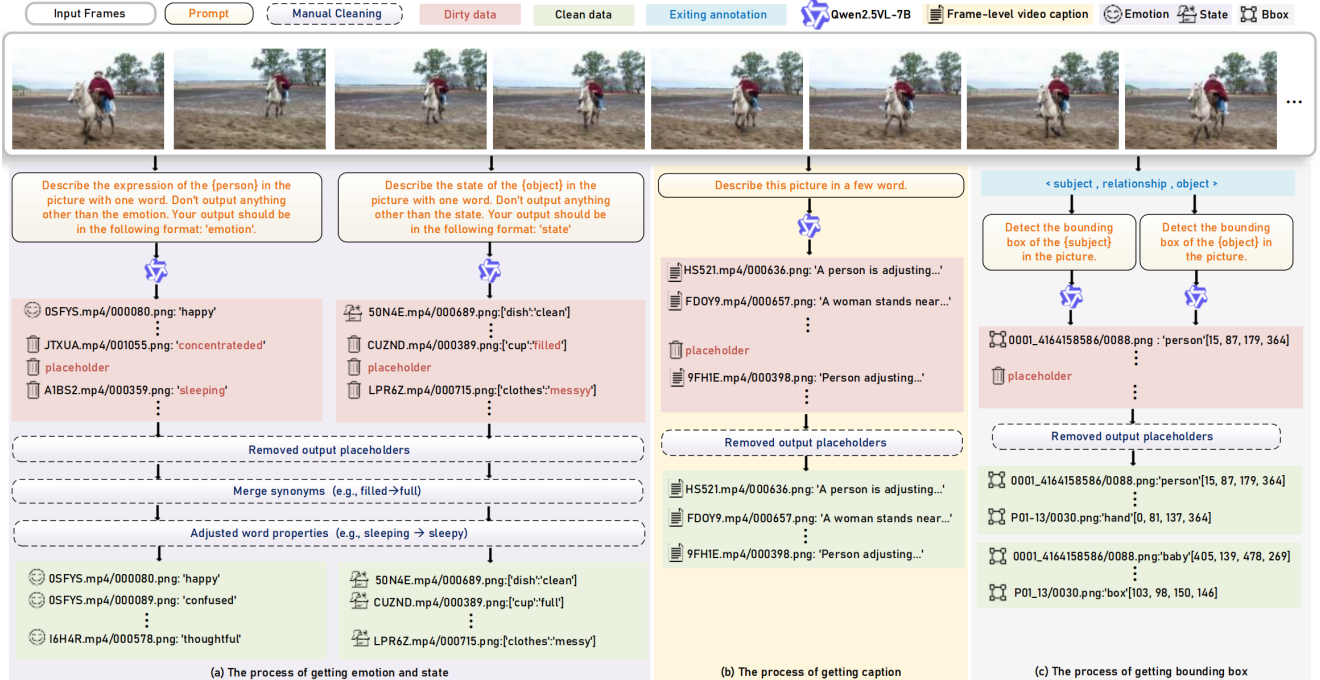 Input Frames
Prompt
Manual Cleaning
Dirty data
Clean data
Exiting annotation
Qwen2.5VL-7B
Frame-level video caption
Emotion
State
Bbox
...
Describe the expression of the {person} in the
picture with one word. Don't output anything
other than the emotion. Your output should be
in the following format: 'emotion'.
0SFYS.mp4/000080.png: 'happy'
JTXUA.mp4/001055.png: 'concentrateded'
placeholder
A1BS2.mp4/000359.png: 'sleeping'
Describe the state of the {object} in the
picture with one word. Don't output anything
other than the state. Your output should be
in the following format: 'state'
50N4E.mp4/000689.png:['dish':'clean']
CUZND.mp4/000389.png:['cup':'filled']
placeholder
LPR6Z.mp4/000715.png:['clothes':'messyy']
Removed output placeholders
Merge synonyms (e.g., filled→full)
Adjusted word properties (e.g., sleeping → sleepy)
0SFYS.mp4/000080.png: 'happy'
0SFYS.mp4/000089.png: 'confused'
I6H4R.mp4/000578.png: 'thoughtful'
50N4E.mp4/000689.png:['dish':'clean']
CUZND.mp4/000389.png:['cup':'full']
LPR6Z.mp4/000715.png:['clothes':'messy']
(a) The process of getting emotion and state
Describe this picture in a few word.
HS521.mp4/000636.png: 'A person is adjusting...'
FDOY9.mp4/000657.png: 'A woman stands near...'
placeholder
9FH1E.mp4/000398.png: 'Person adjusting...'
Removed output placeholders
HS521.mp4/000636.png: 'A person is adjusting...'
FDOY9.mp4/000657.png: 'A woman stands near...'
9FH1E.mp4/000398.png: 'Person adjusting...'
(b) The process of getting caption
< subject , relationship , object >
Detect the bounding
box of the {subject}
in the picture.
Detect the bounding
box of the {object} in
the picture.
0001_4164158586/0088.png : 'person'[15, 87, 179, 364]
placeholder
Removed output placeholders
0001_4164158586/0088.png:'person'[15, 87, 179, 364]
P01-13/0030.png:'hand'[0, 81, 137, 364]
0001_4164158586/0088.png:'baby'[405, 139, 478, 269]
P01_13/0030.png:'box'[103, 98, 150, 146]
(c) The process of getting bounding box